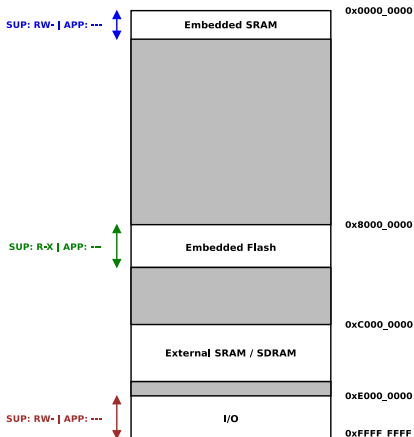 0x0000_0000
Embedded SRAM
SUP: RW- | APP: ---
0x8000_0000
SUP: R-X | APP: ---
Embedded Flash
0xC000_0000
External SRAM / SDRAM
0xE000_0000
SUP: RW- | APP: ---
I/O
0xFFFF_FFFF